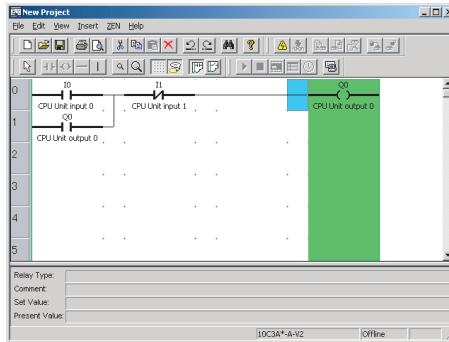 New Project
File Edit View Insert ZEN Help
0 I0 I1 Q0
CPU Unit input 0 CPU Unit input 1 CPU Unit output 0
1 Q0
CPU Unit output 0
2
3
4
5
Relay Type:
Comment:
Set Value:
Present Value:
10C3A*-A-V2 Offline